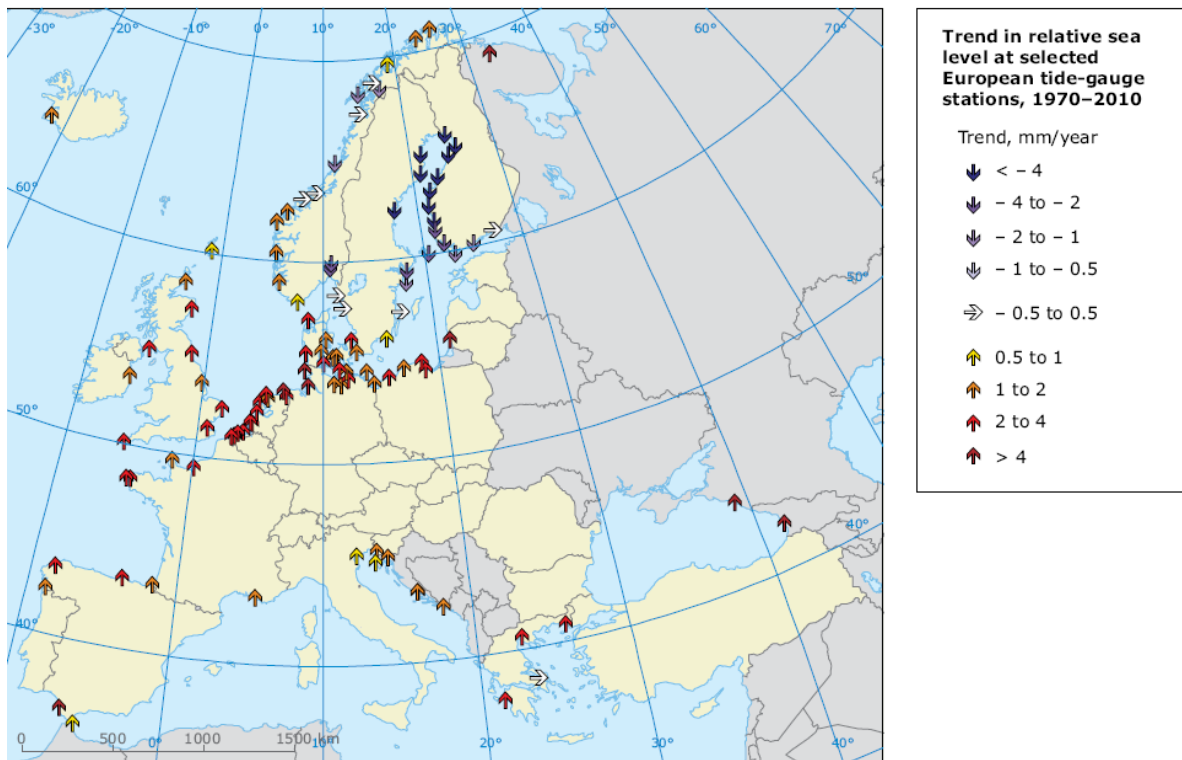 -30° -20° -10° 0° 10° 20° 30° 40° 50° 60° 70°
Trend in relative sea
level at selected
European tide-gauge
stations, 1970–2010
Trend, mm/year
< – 4
– 4 to – 2
– 2 to – 1
– 1 to – 0.5
– 0.5 to 0.5
0.5 to 1
1 to 2
2 to 4
> 4
60°
50°
50°
40°
40°
0 500 1000 1500 km
0° 10° 20° 30° 40°